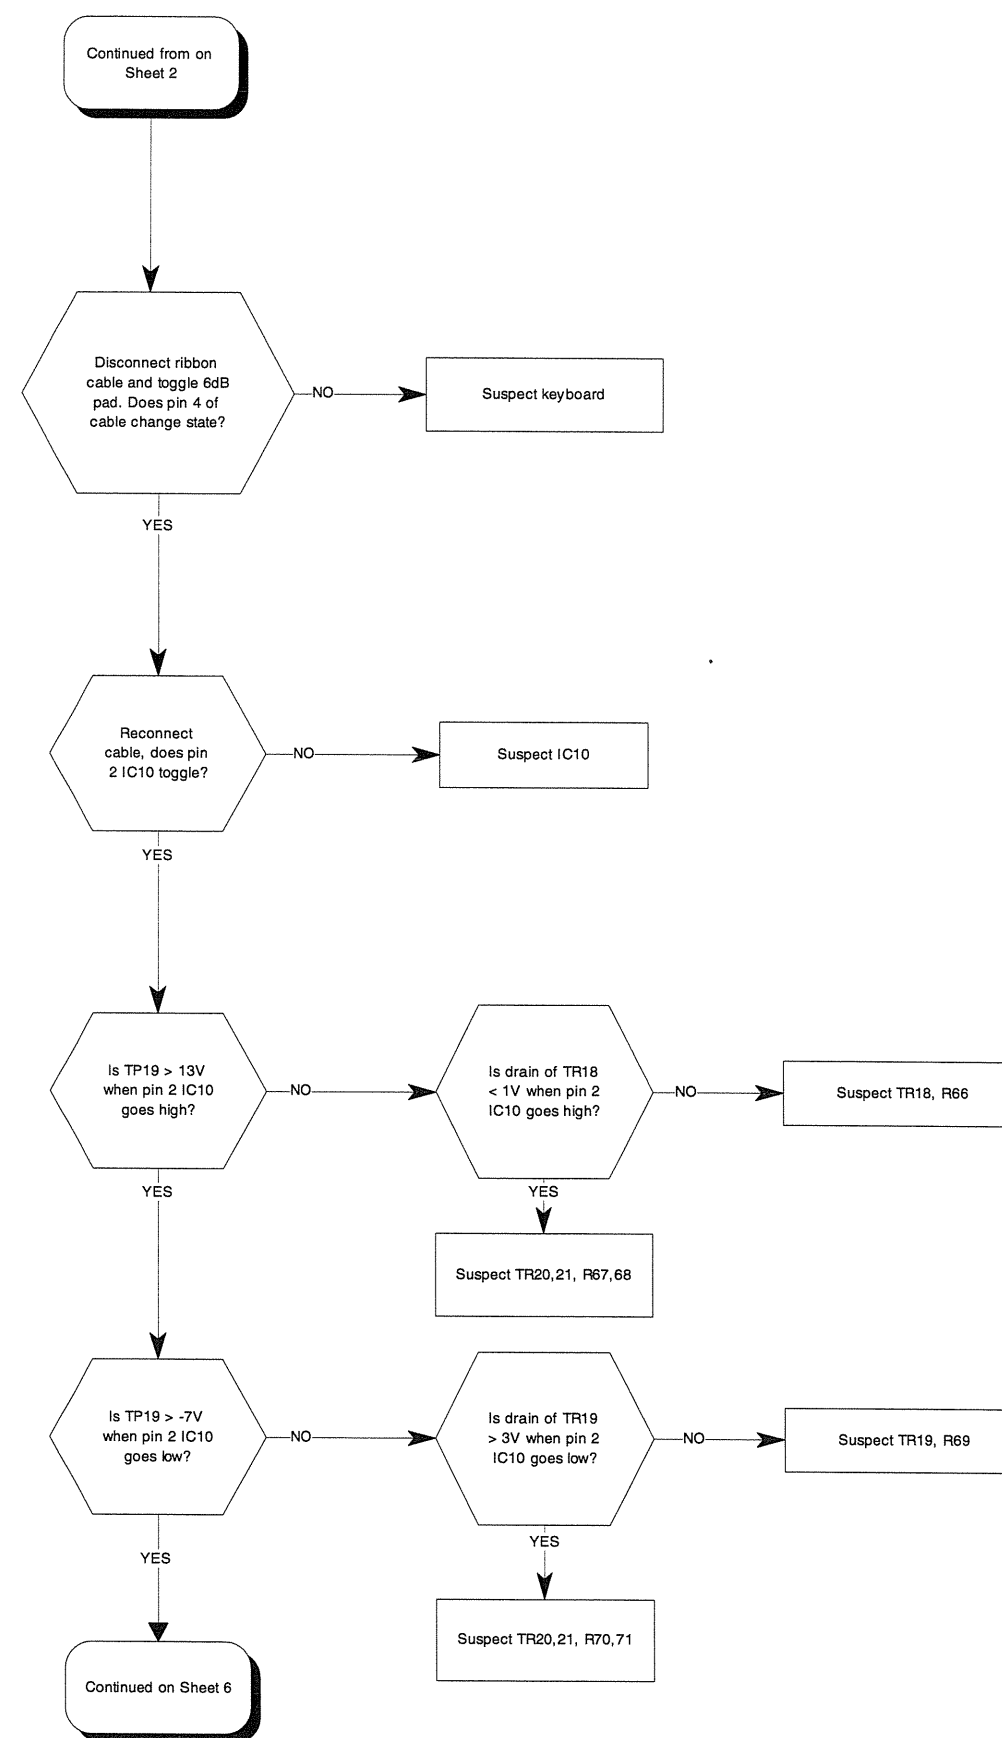 Continued from on
Sheet 2
Disconnect ribbon
cable and toggle 6dB
pad. Does pin 4 of
cable change state?
NO
Suspect keyboard
YES
Reconnect
cable, does pin
2 IC10 toggle?
NO
Suspect IC10
YES
Is TP19 > 13V
when pin 2 IC10
goes high?
NO
Is drain of TR18
< 1V when pin 2
IC10 goes high?
NO
Suspect TR18, R66
YES
YES
Suspect TR20,21, R67,68
Is TP19 > -7V
when pin 2 IC10
goes low?
NO
Is drain of TR19
> 3V when pin 2
IC10 goes low?
NO
Suspect TR19, R69
YES
YES
Suspect TR20,21, R70,71
Continued on Sheet 6